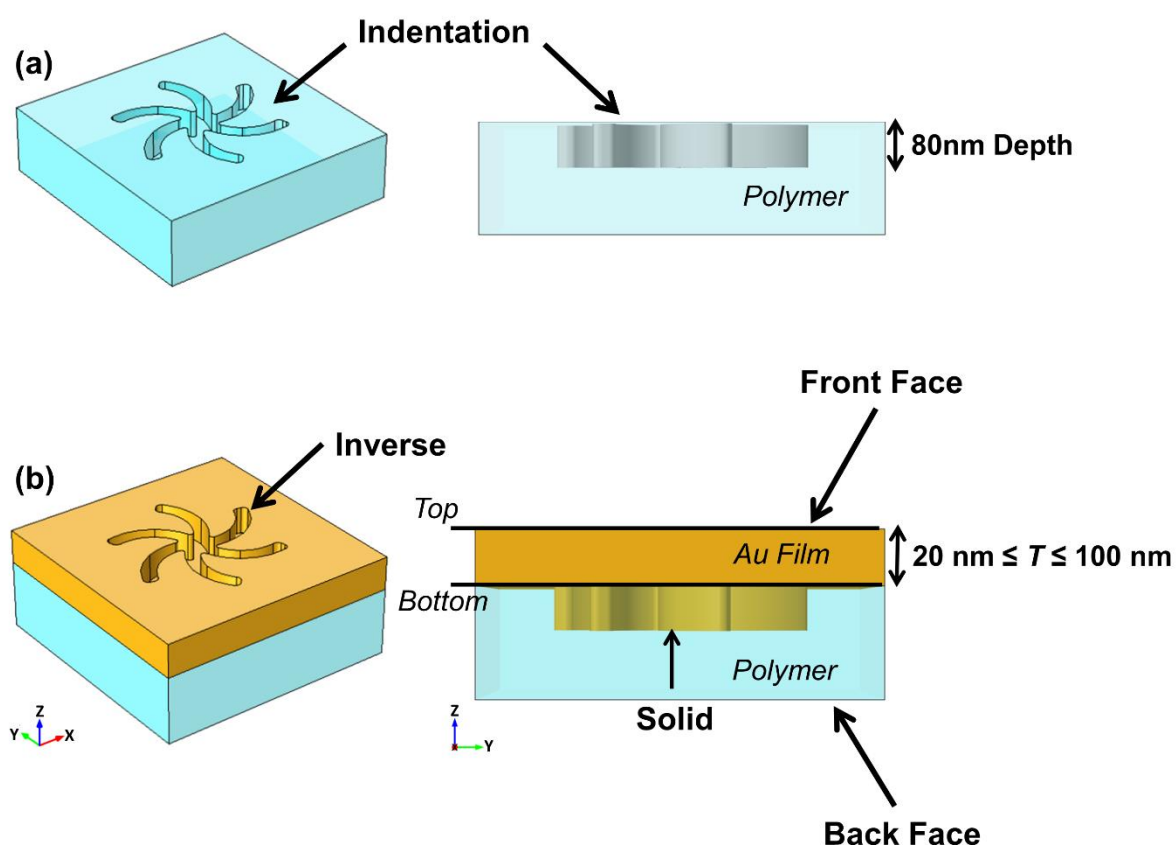 (a)
Indentation
80nm Depth
Polymer
(b)
Inverse
Front Face
Top
Au Film
20 nm ≤ T ≤ 100 nm
Bottom
Polymer
Solid
Back Face
Z
Y
X
Z
Y